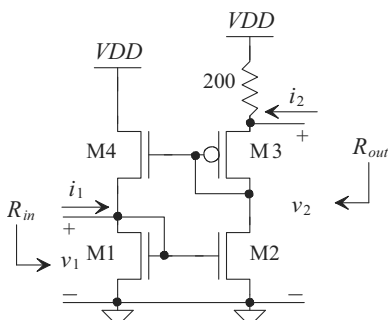 VDD
VDD
200
i2
+
M4
M3
Rout
i1
v2
Rin
+
M1
M2
v1
−
−